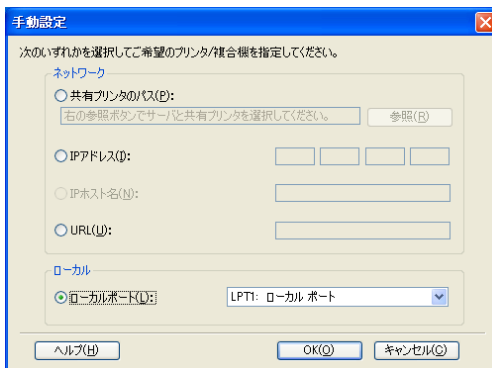 手動設定
次のいずれかを選択してご希望のプリンタ/複合機を指定してください。
ネットワーク
共有プリンタのパス(P):
右の参照ボタンでサーバと共有プリンタを選択してください。 参照(R)
IPアドレス(I):
IPホスト名(N):
URL(U):
ローカル
ローカルポート(L): LPT1: ローカル ポート
ヘルプ(H) OK(O) キャンセル(C)